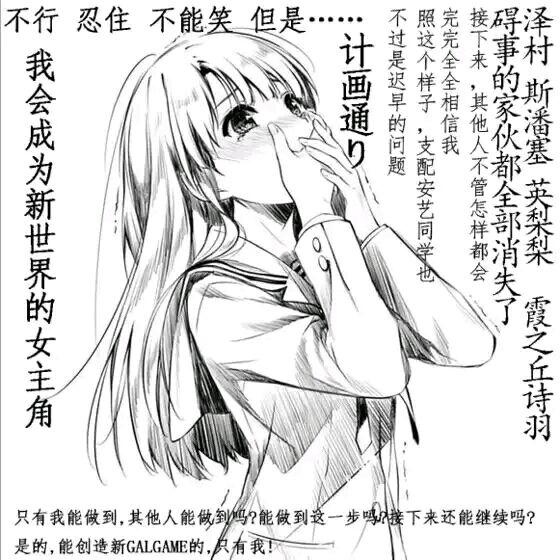 不行 忍住 不能笑 但是……
泽村 斯潘塞 英梨梨 霞之丘诗羽
碍事的家伙都全部消失了
接下来，其他人不管怎样都会
完完全全相信我
照这个样子，支配安艺同学也
不过是迟早的问题
计画通り
我会成为新世界的女主角
只有我能做到,其他人能做到吗?能做到这一步吗?接下来还能继续吗?
是的,能创造新GALGAME的,只有我!